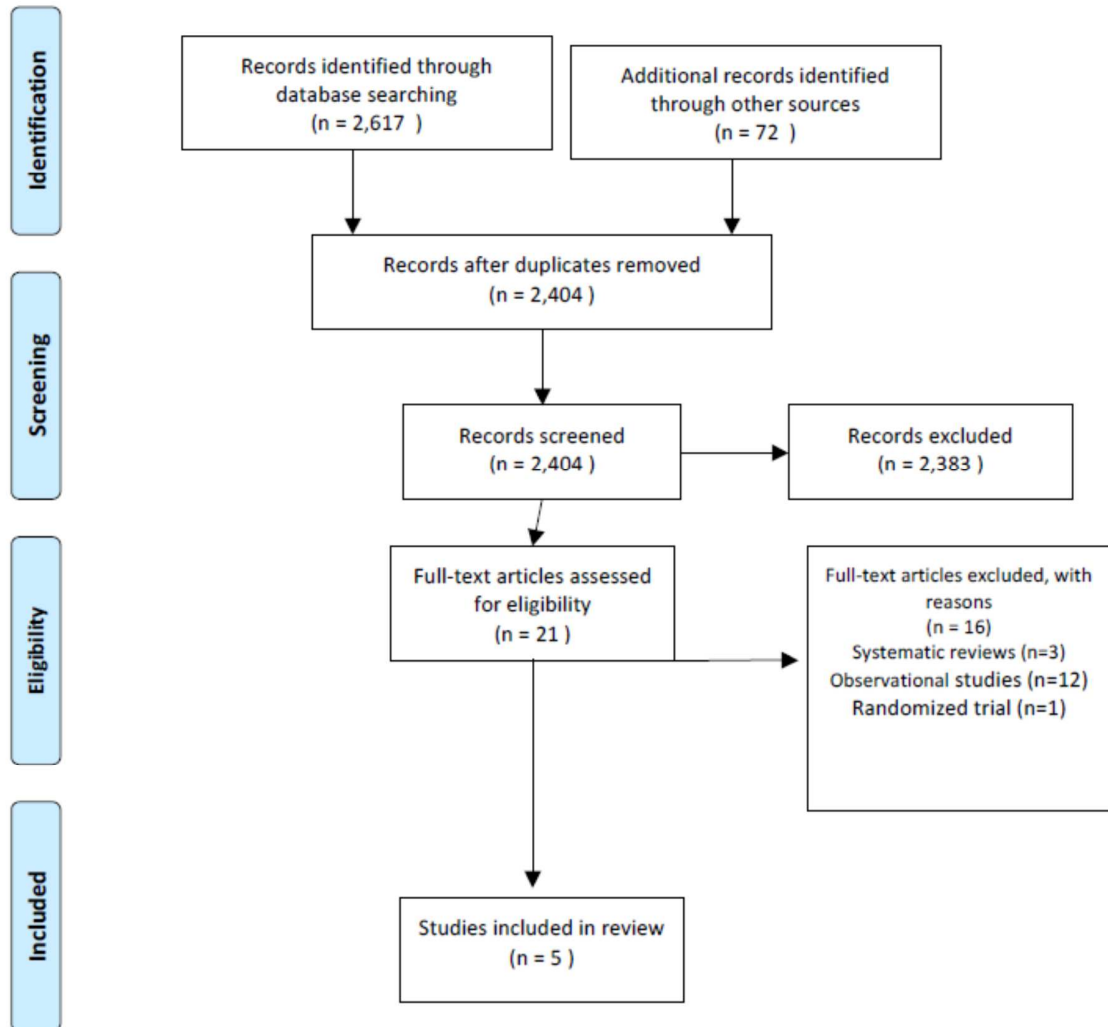 Identification
Records identified through
database searching
(n = 2,617 )
Additional records identified
through other sources
(n = 72 )
Screening
Records after duplicates removed
(n = 2,404 )
Records screened
(n = 2,404 )
Records excluded
(n = 2,383 )
Eligibility
Full-text articles assessed
for eligibility
(n = 21 )
Full-text articles excluded, with
reasons
(n = 16)
Systematic reviews (n=3)
Observational studies (n=12)
Randomized trial (n=1)
Included
Studies included in review
(n = 5 )